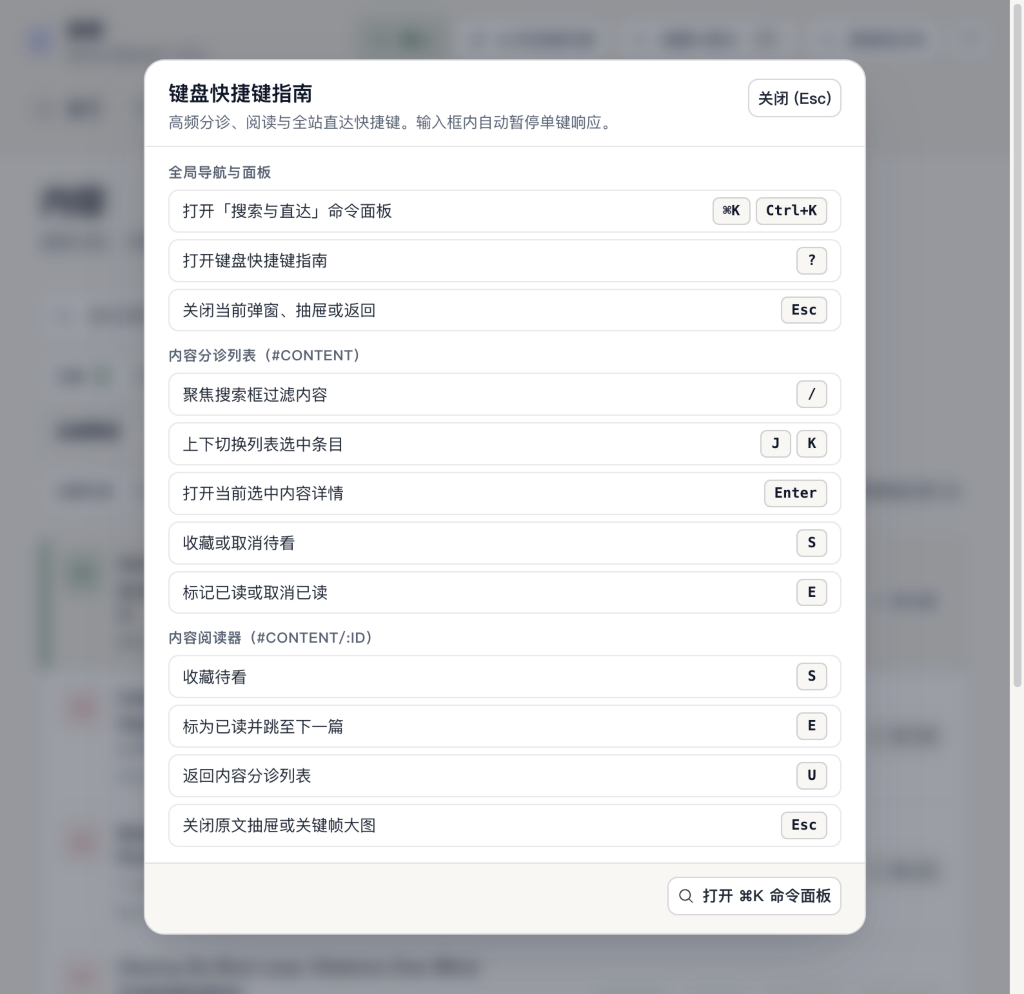 键盘快捷键指南
关闭 (Esc)
高频分诊、阅读与全站直达快捷键。输入框内自动暂停单键响应。
全局导航与面板
打开「搜索与直达」命令面板 ⌘K Ctrl+K
打开键盘快捷键指南 ?
关闭当前弹窗、抽屉或返回 Esc
内容分诊列表（#CONTENT）
聚焦搜索框过滤内容 /
上下切换列表选中条目 J K
打开当前选中内容详情 Enter
收藏或取消待看 S
标记已读或取消已读 E
内容阅读器（#CONTENT/:ID）
收藏待看 S
标为已读并跳至下一篇 E
返回内容分诊列表 U
关闭原文抽屉或关键帧大图 Esc
打开 ⌘K 命令面板